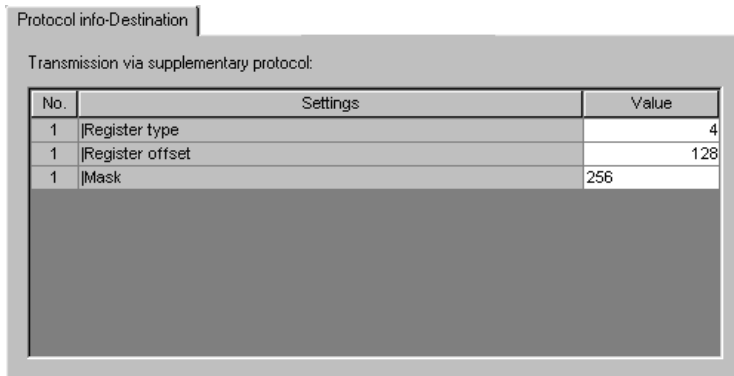 Protocol info-Destination
Transmission via supplementary protocol:
No. Settings Value
1 |Register type 4
1 |Register offset 128
1 |Mask 256